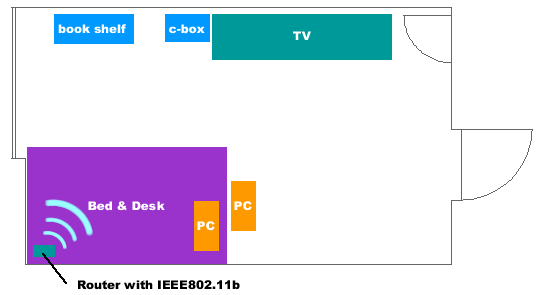 book shelf
c-box
TV
Bed & Desk
PC
PC
Router with IEEE802.11b